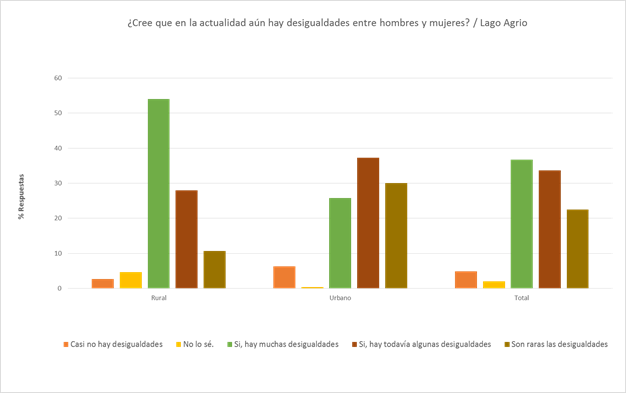 ¿Cree que en la actualidad aún hay desigualdades entre hombres y mujeres? / Lago Agrio
60
50
40
30
20
10
0
% Respuestas
Rural Urbano Total
Casi no hay desigualdades No lo sé. Si, hay muchas desigualdades Si, hay todavía algunas desigualdades Son raras las desigualdades